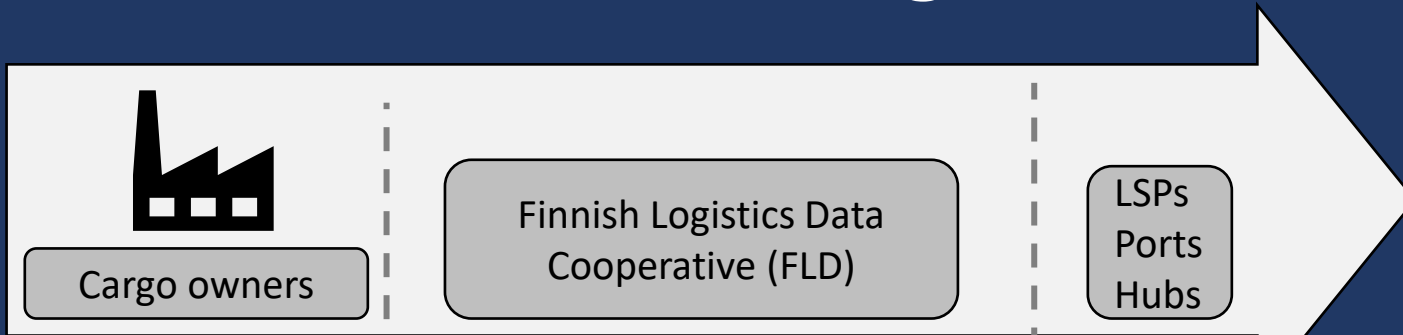 Cargo owners
Finnish Logistics Data
Cooperative (FLD)
LSPs
Ports
Hubs